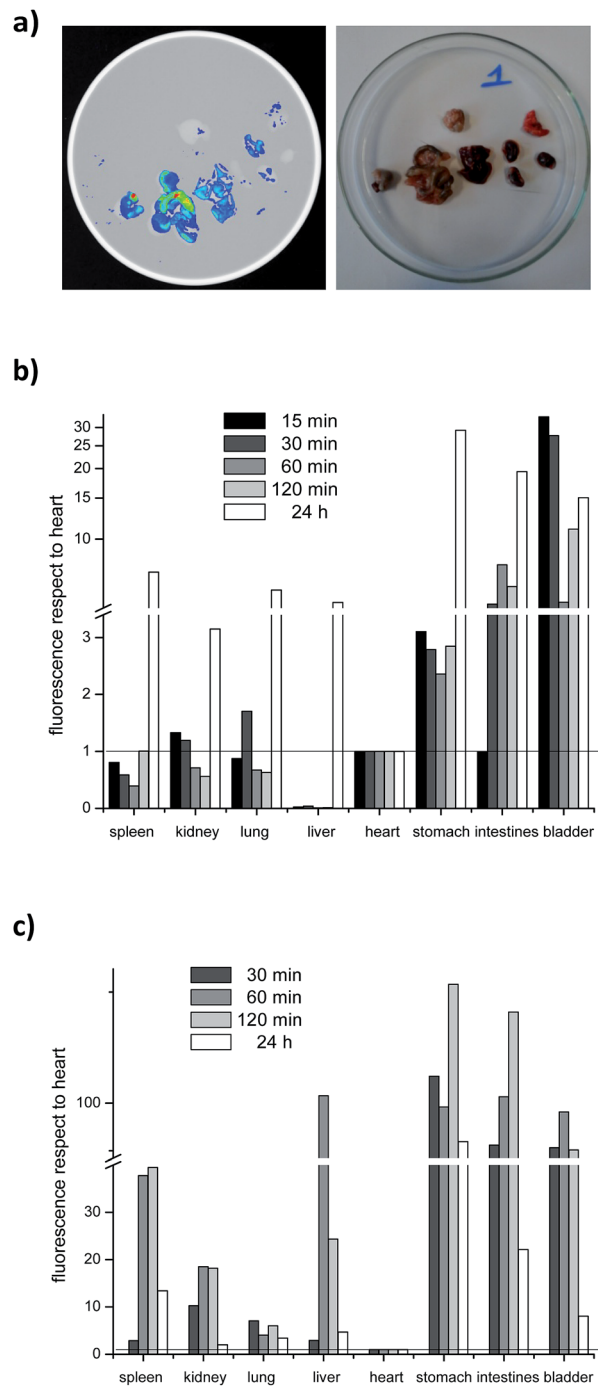 a)
1
b)
fluorescence respect to heart
30
25
20
15
10
3
2
1
0
15 min
30 min
60 min
120 min
24 h
spleen kidney lung liver heart stomach intestines bladder
c)
fluorescence respect to heart
100
30
20
10
0
30 min
60 min
120 min
24 h
spleen kidney lung liver heart stomach intestines bladder